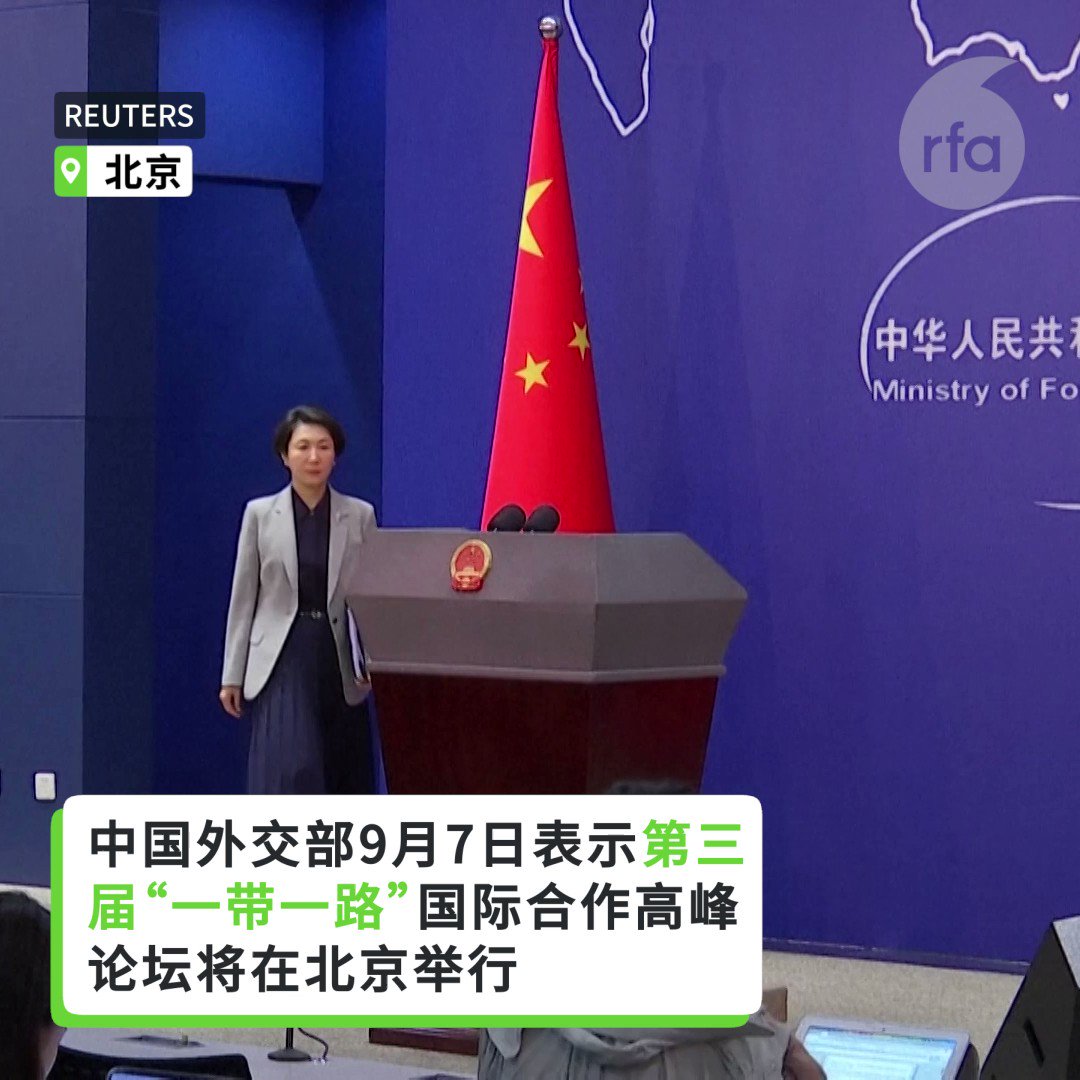 REUTERS
北京
rfa
中华人民共和
Ministry of Fo
中国外交部9月7日表示第三
届“一带一路”国际合作高峰
论坛将在北京举行